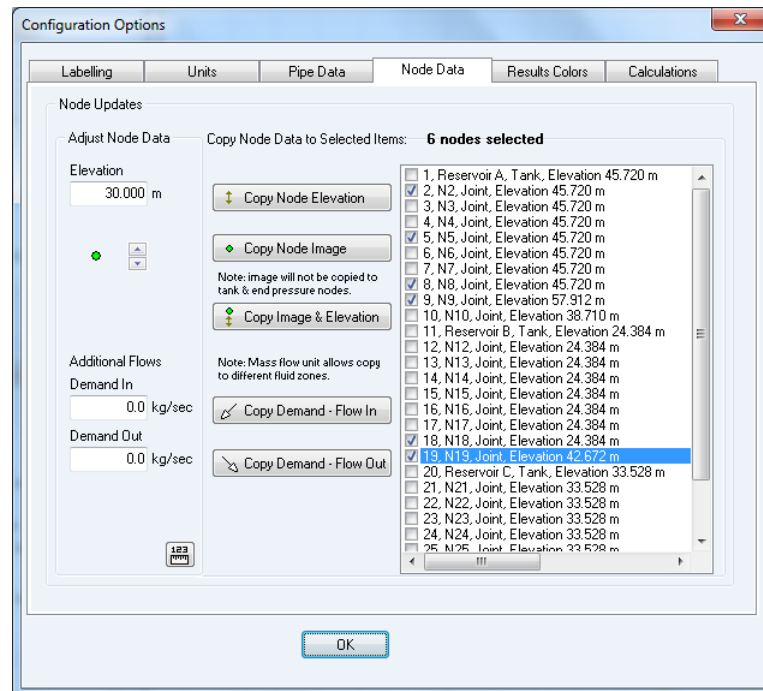 Configuration Options
X
Labelling
Units
Pipe Data
Node Data
Results Colors
Calculations
Node Updates
Adjust Node Data
Elevation
30.000 m
Additional Flows
Demand In
0.0 kg/sec
Demand Out
0.0 kg/sec
123
Copy Node Data to Selected Items: 6 nodes selected
Copy Node Elevation
Copy Node Image
Note: image will not be copied to
tank & end pressure nodes.
Copy Image & Elevation
Note: Mass flow unit allows copy
to different fluid zones.
Copy Demand - Flow In
Copy Demand - Flow Out
1, Reservoir A, Tank, Elevation 45.720 m
2, N2, Joint, Elevation 45.720 m
3, N3, Joint, Elevation 45.720 m
4, N4, Joint, Elevation 45.720 m
5, N5, Joint, Elevation 45.720 m
6, N6, Joint, Elevation 45.720 m
7, N7, Joint, Elevation 45.720 m
8, N8, Joint, Elevation 45.720 m
9, N9, Joint, Elevation 57.912 m
10, N10, Joint, Elevation 38.710 m
11, Reservoir B, Tank, Elevation 24.384 m
12, N12, Joint, Elevation 24.384 m
13, N13, Joint, Elevation 24.384 m
14, N14, Joint, Elevation 24.384 m
15, N15, Joint, Elevation 24.384 m
16, N16, Joint, Elevation 24.384 m
17, N17, Joint, Elevation 24.384 m
18, N18, Joint, Elevation 24.384 m
19, N19, Joint, Elevation 42.672 m
20, Reservoir C, Tank, Elevation 33.528 m
21, N21, Joint, Elevation 33.528 m
22, N22, Joint, Elevation 33.528 m
23, N23, Joint, Elevation 33.528 m
24, N24, Joint, Elevation 33.528 m
25, N25, Joint, Elevation 33.528 m
OK